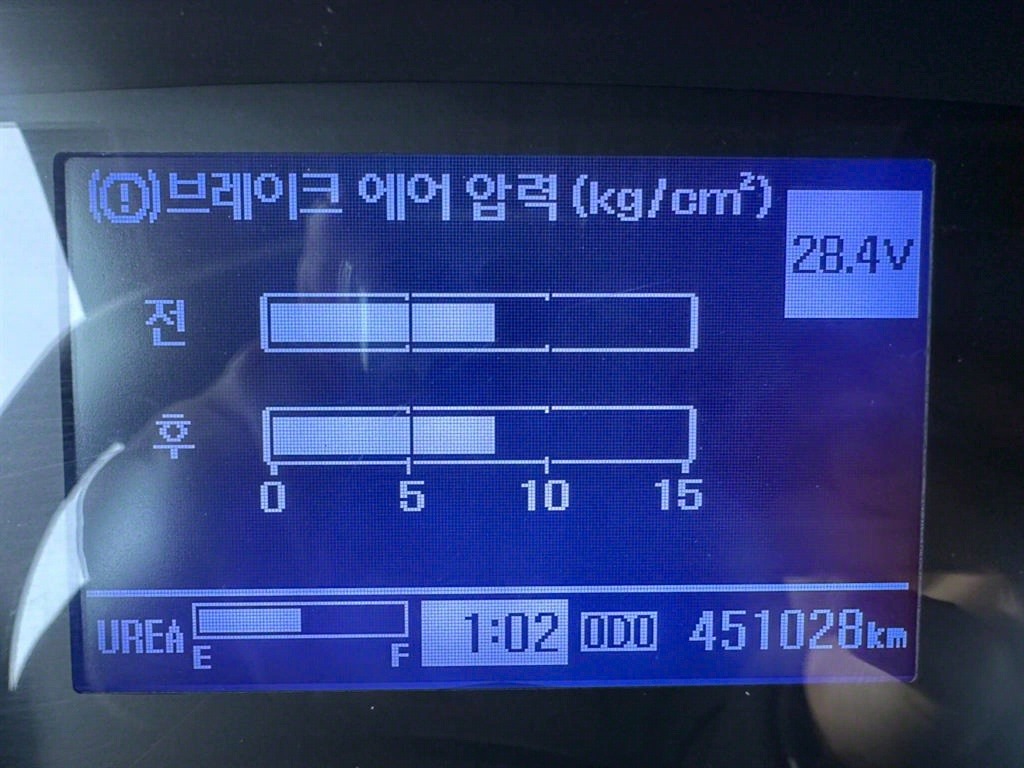 (!) 브레이크 에어 압력 (kg/cm²)
28.4V
전
후
0 5 10 15
UREA E F 1:02 ODO 451028km